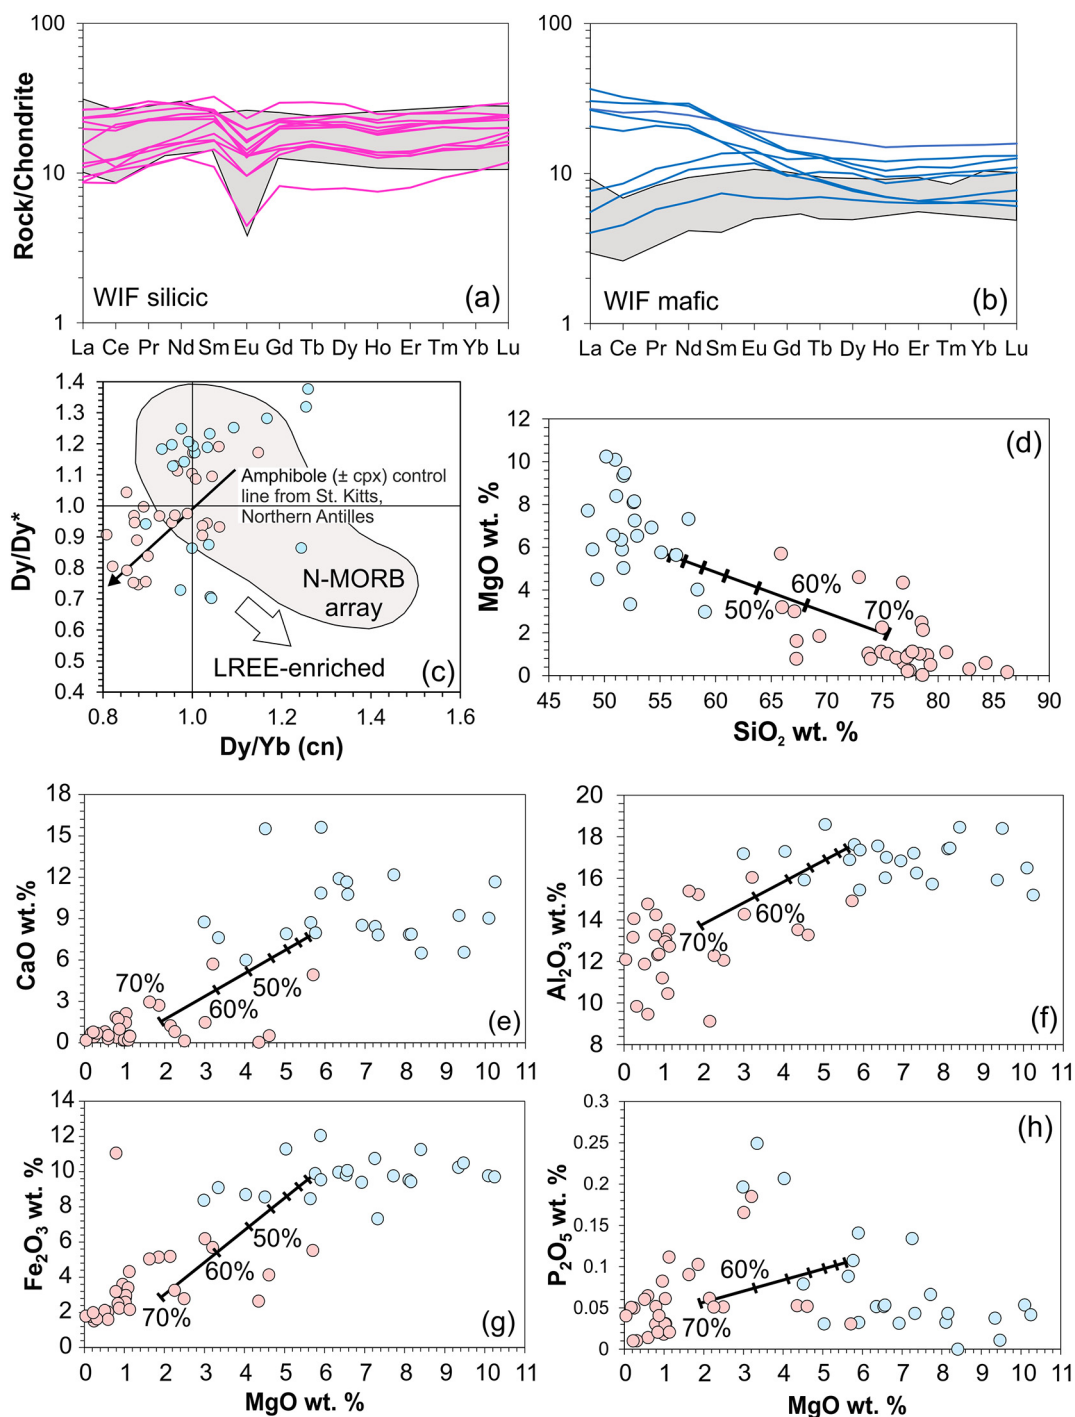 100
10
1
Rock/Chondrite
WIF silicic
(a)
La Ce Pr Nd Sm Eu Gd Tb Dy Ho Er Tm Yb Lu
100
10
1
WIF mafic
(b)
La Ce Pr Nd Sm Eu Gd Tb Dy Ho Er Tm Yb Lu
1.4
1.3
1.2
1.1
1.0
0.9
0.8
0.7
0.6
0.5
0.4
Dy/Dy*
Amphibole (± cpx) control
line from St. Kitts,
Northern Antilles
N-MORB
array
LREE-enriched
(c)
0.8 1.0 1.2 1.4 1.6
Dy/Yb (cn)
12
10
8
6
4
2
0
MgO wt. %
(d)
60%
50%
70%
45 50 55 60 65 70 75 80 85 90
SiO₂ wt. %
18
15
12
9
6
3
0
CaO wt.%
70%
60%
50%
(e)
0 1 2 3 4 5 6 7 8 9 10 11
20
18
16
14
12
10
8
Al₂O₃ wt.%
60%
70%
(f)
0 1 2 3 4 5 6 7 8 9 10 11
14
12
10
8
6
4
2
0
Fe₂O₃ wt. %
50%
60%
70%
(g)
0 1 2 3 4 5 6 7 8 9 10 11
MgO wt. %
0.3
0.25
0.2
0.15
0.1
0.05
0
P₂O₅ wt. %
(h)
60%
70%
0 1 2 3 4 5 6 7 8 9 10 11
MgO wt. %